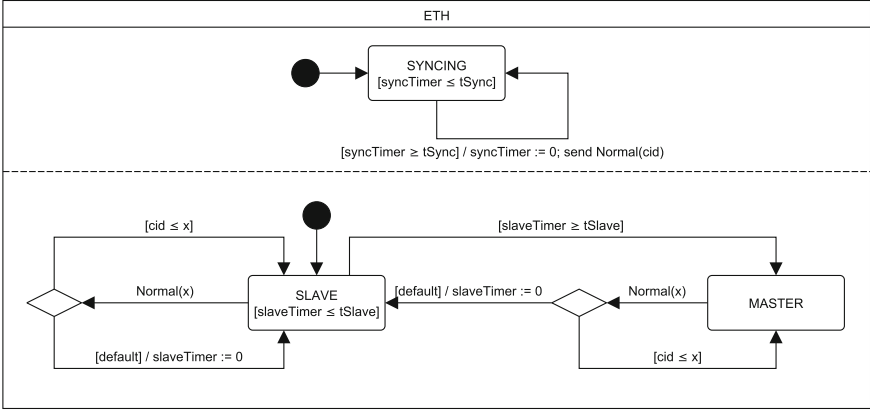 ETH
SYNCING
[syncTimer ≤ tSync]
[syncTimer ≥ tSync] / syncTimer := 0; send Normal(cid)
[cid ≤ x]
[slaveTimer ≥ tSlave]
Normal(x)
SLAVE
[slaveTimer ≤ tSlave]
[default] / slaveTimer := 0
Normal(x)
MASTER
[default] / slaveTimer := 0
[cid ≤ x]